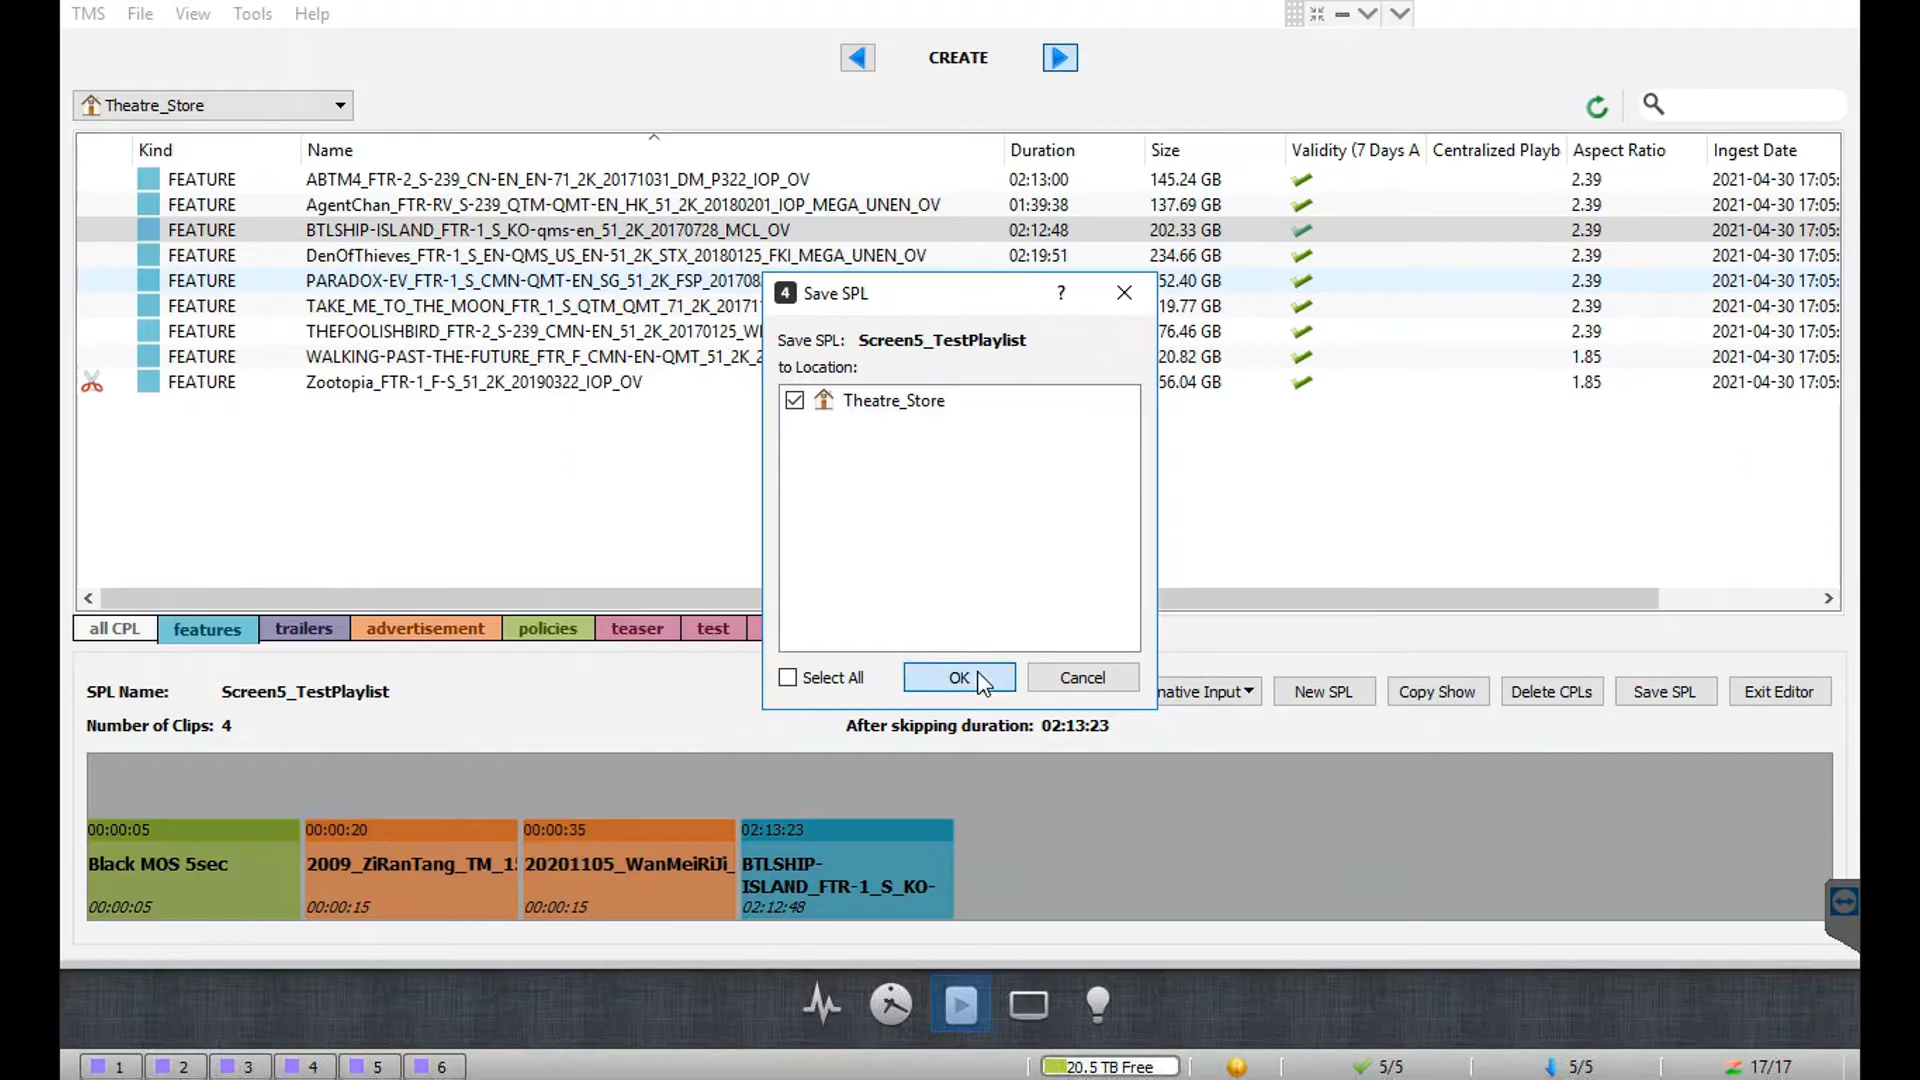 TMS File View Tools Help
CREATE
Theatre_Store
Kind Name Duration Size Validity (7 Days A Centralized Playb Aspect Ratio Ingest Date
FEATURE ABTM4_FTR-2_S-239_CN-EN_EN-71_2K_20171031_DM_P322_IOP_OV 02:13:00 145.24 GB 2.39 2021-04-30 17:05:
FEATURE AgentChan_FTR-RV_S-239_QTM-QMT-EN_HK_51_2K_20180201_IOP_MEGA_UNEN_OV 01:39:38 137.69 GB 2.39 2021-04-30 17:05:
FEATURE BTLSHIP-ISLAND_FTR-1_S_KO-qms-en_51_2K_20170728_MCL_OV 02:12:48 202.33 GB 2.39 2021-04-30 17:05:
FEATURE DenOfThieves_FTR-1_S_EN-QMS_US_EN-51_2K_STX_20180125_FKI_MEGA_UNEN_OV 02:19:51 234.66 GB 2.39 2021-04-30 17:05:
FEATURE PARADOX-EV_FTR-1_S_CMN-QMT-EN_SG_51_2K_FSP_201708 52.40 GB 2.39 2021-04-30 17:05:
FEATURE TAKE_ME_TO_THE_MOON_FTR_1_S_QTM_QMT_71_2K_20171 19.77 GB 2.39 2021-04-30 17:05:
FEATURE THEFOOLISHBIRD_FTR-2_S-239_CMN-EN_51_2K_20170125_W 76.46 GB 2.39 2021-04-30 17:05:
FEATURE WALKING-PAST-THE-FUTURE_FTR_F_CMN-EN-QMT_51_2K_2 20.82 GB 1.85 2021-04-30 17:05:
FEATURE Zootopia_FTR-1_F-S_51_2K_20190322_IOP_OV 56.04 GB 1.85 2021-04-30 17:05:
4 Save SPL ?
Save SPL: Screen5_TestPlaylist
to Location:
Theatre_Store
Select All OK Cancel
all CPL features trailers advertisement policies teaser test
SPL Name: Screen5_TestPlaylist
native Input New SPL Copy Show Delete CPLs Save SPL Exit Editor
Number of Clips: 4 After skipping duration: 02:13:23
00:00:05
Black MOS 5sec
00:00:05
00:00:20
2009_ZiRanTang_TM_15
00:00:15
00:00:35
20201105_WanMeiRiJi_
00:00:15
02:13:23
BTLSHIP-
ISLAND_FTR-1_S_KO-
02:12:48
1 2 3 4 5 6 20.5 TB Free 5/5 5/5 17/17